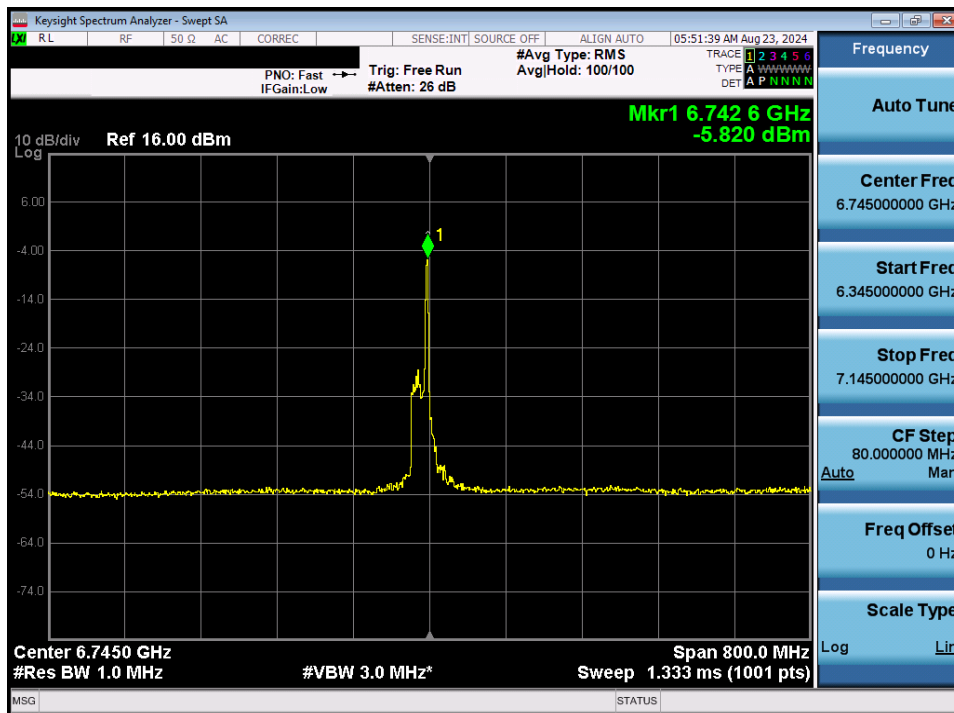 Keysight Spectrum Analyzer - Swept SA
LXI RL RF 50 Ω AC CORREC SENSE:INT SOURCE OFF ALIGN AUTO 05:51:39 AM Aug 23, 2024
PNO: Fast
IFGain:Low
Trig: Free Run
#Atten: 26 dB
#Avg Type: RMS
Avg|Hold: 100/100
TRACE 1 2 3 4 5 6
TYPE A WWWWW
DET A P N N N N
Mkr1 6.742 6 GHz
-5.820 dBm
10 dB/div Ref 16.00 dBm
Log
1
6.00
-4.00
-14.0
-24.0
-34.0
-44.0
-54.0
-64.0
-74.0
Center 6.7450 GHz Span 800.0 MHz
#Res BW 1.0 MHz #VBW 3.0 MHz* Sweep 1.333 ms (1001 pts)
MSG STATUS
Frequency
Auto Tune
Center Freq
6.745000000 GHz
Start Freq
6.345000000 GHz
Stop Freq
7.145000000 GHz
CF Step
80.000000 MHz
Auto Man
Freq Offset
0 Hz
Scale Type
Log Lin